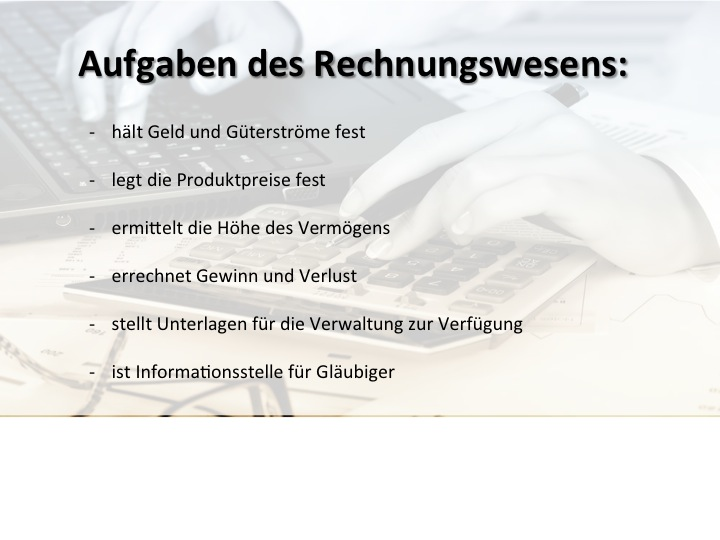 Aufgaben des Rechnungswesens:
- hält Geld und Güterströme fest
- legt die Produktpreise fest
- ermittelt die Höhe des Vermögens
- errechnet Gewinn und Verlust
- stellt Unterlagen für die Verwaltung zur Verfügung
- ist Informationsstelle für Gläubiger